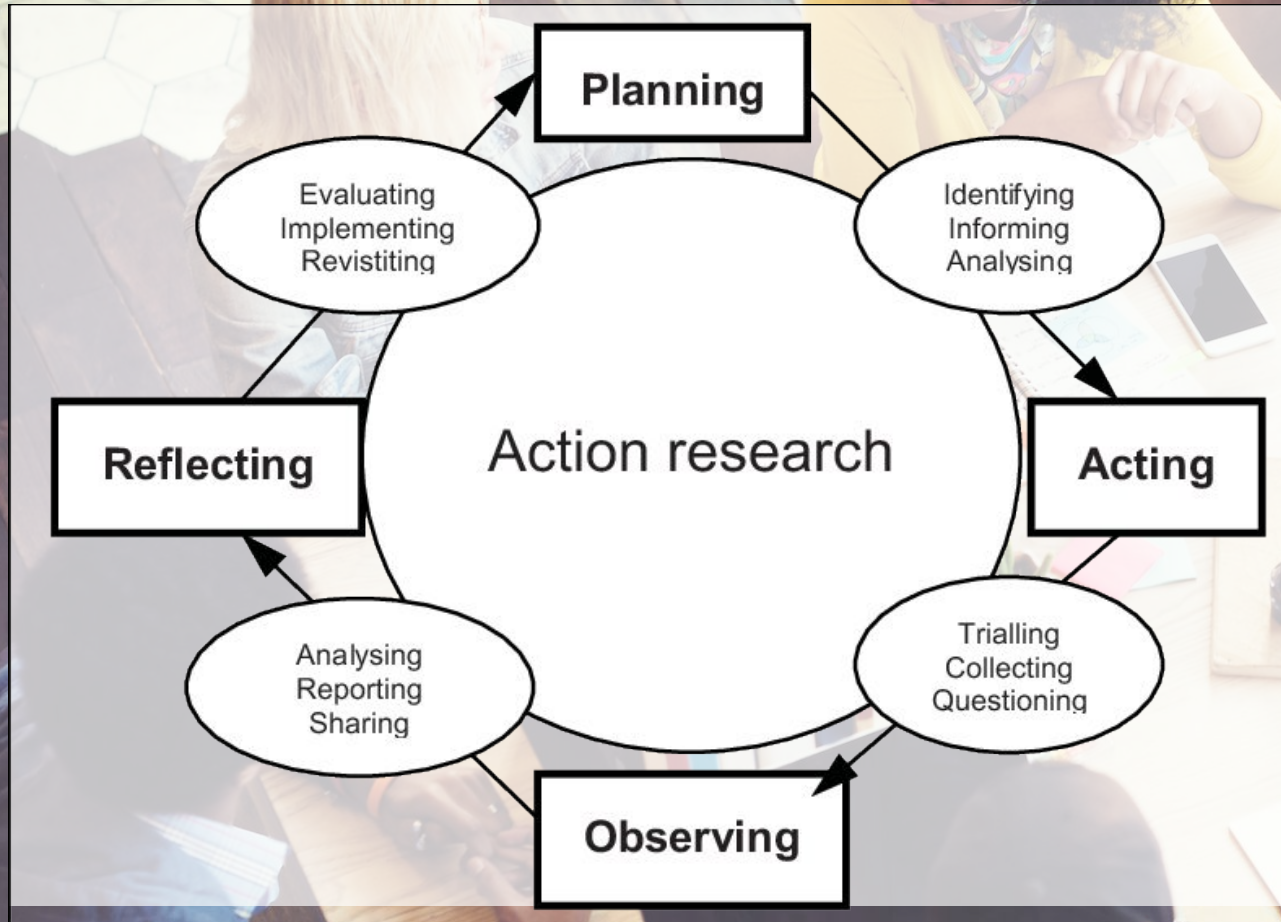 Planning
Evaluating
Implementing
Revistiting
Identifying
Informing
Analysing
Reflecting
Action research
Acting
Analysing
Reporting
Sharing
Trialling
Collecting
Questioning
Observing